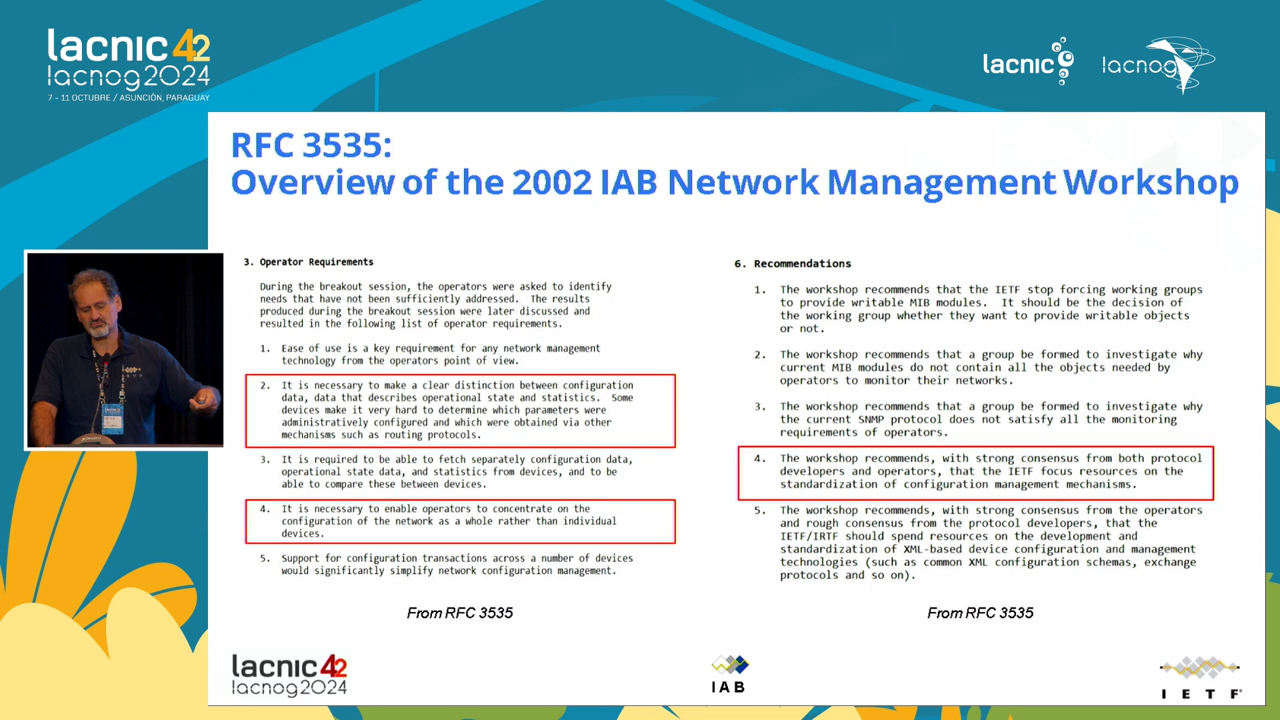 lacnic 42
lacnog 2024
7 - 11 OCTUBRE / ASUNCIÓN, PARAGUAY
lacnic
lacnog
RFC 3535:
Overview of the 2002 IAB Network Management Workshop
3. Operator Requirements
During the breakout session, the operators were asked to identify
needs that have not been sufficiently addressed. The results
produced during the breakout session were later discussed and
resulted in the following list of operator requirements.
1. Ease of use is a key requirement for any network management
technology from the operators point of view.
2. It is necessary to make a clear distinction between configuration
data, data that describes operational state and statistics. Some
devices make it very hard to determine which parameters were
administratively configured and which were obtained via other
mechanisms such as routing protocols.
3. It is required to be able to fetch separately configuration data,
operational state data, and statistics from devices, and to be
able to compare these between devices.
4. It is necessary to enable operators to concentrate on the
configuration of the network as a whole rather than individual
devices.
5. Support for configuration transactions across a number of devices
would significantly simplify network configuration management.
From RFC 3535
6. Recommendations
1. The workshop recommends that the IETF stop forcing working groups
to provide writable MIB modules. It should be the decision of
the working group whether they want to provide writable objects
or not.
2. The workshop recommends that a group be formed to investigate why
current MIB modules do not contain all the objects needed by
operators to monitor their networks.
3. The workshop recommends that a group be formed to investigate why
the current SNMP protocol does not satisfy all the monitoring
requirements of operators.
4. The workshop recommends, with strong consensus from both protocol
developers and operators, that the IETF focus resources on the
standardization of configuration management mechanisms.
5. The workshop recommends, with strong consensus from the operators
and rough consensus from the protocol developers, that the
IETF/IRTF should spend resources on the development and
standardization of XML-based device configuration and management
technologies (such as common XML configuration schemas, exchange
protocols and so on).
From RFC 3535
lacnic 42
lacnog 2024
IAB
IETF